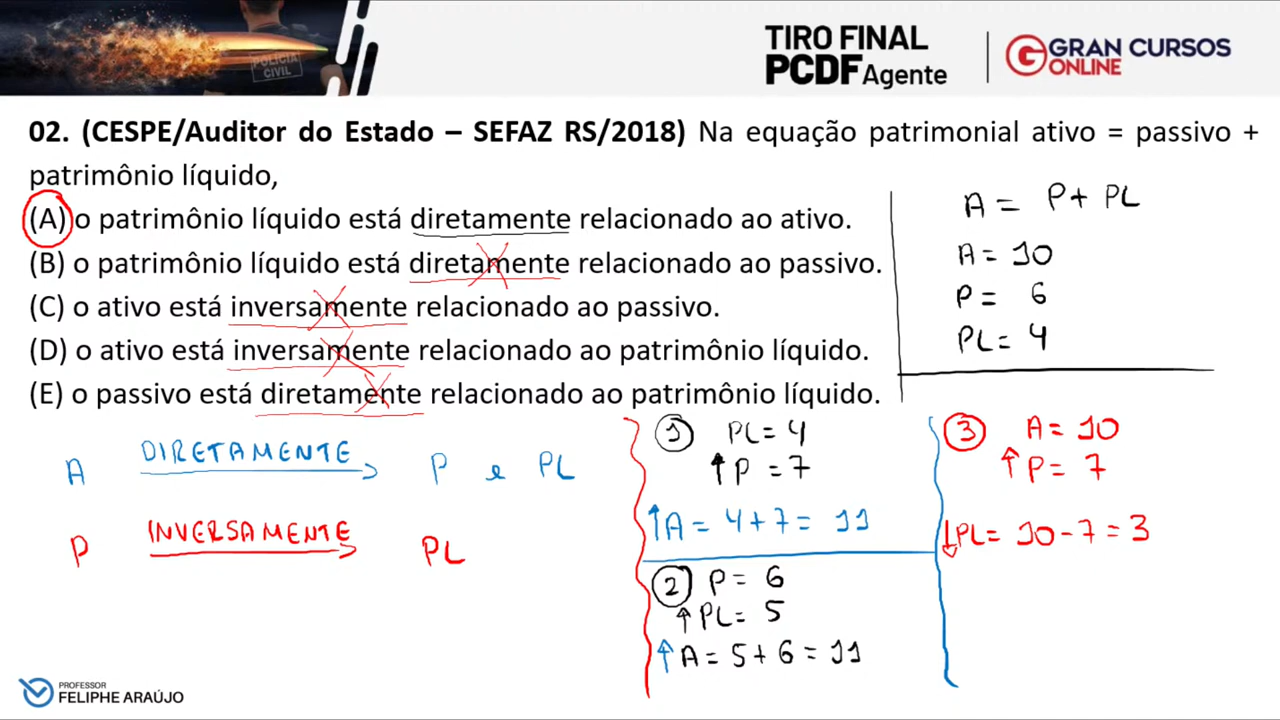 POLÍCIA
CIVIL
TIRO FINAL
PCDF Agente
GRAN CURSOS
ONLINE
02. (CESPE/Auditor do Estado – SEFAZ RS/2018) Na equação patrimonial ativo = passivo +
patrimônio líquido,
(A) o patrimônio líquido está diretamente relacionado ao ativo.
(B) o patrimônio líquido está diretamente relacionado ao passivo.
(C) o ativo está inversamente relacionado ao passivo.
(D) o ativo está inversamente relacionado ao patrimônio líquido.
(E) o passivo está diretamente relacionado ao patrimônio líquido.
A = P + PL
A = 10
P = 6
PL = 4
A DIRETAMENTE P e PL
P INVERSAMENTE PL
1 PL = 4
↑ P = 7
↑ A = 4 + 7 = 11
2 P = 6
↑ PL = 5
↑ A = 5 + 6 = 11
3 A = 10
↑ P = 7
↓ PL = 10 - 7 = 3
PROFESSOR
FELIPHE ARAÚJO